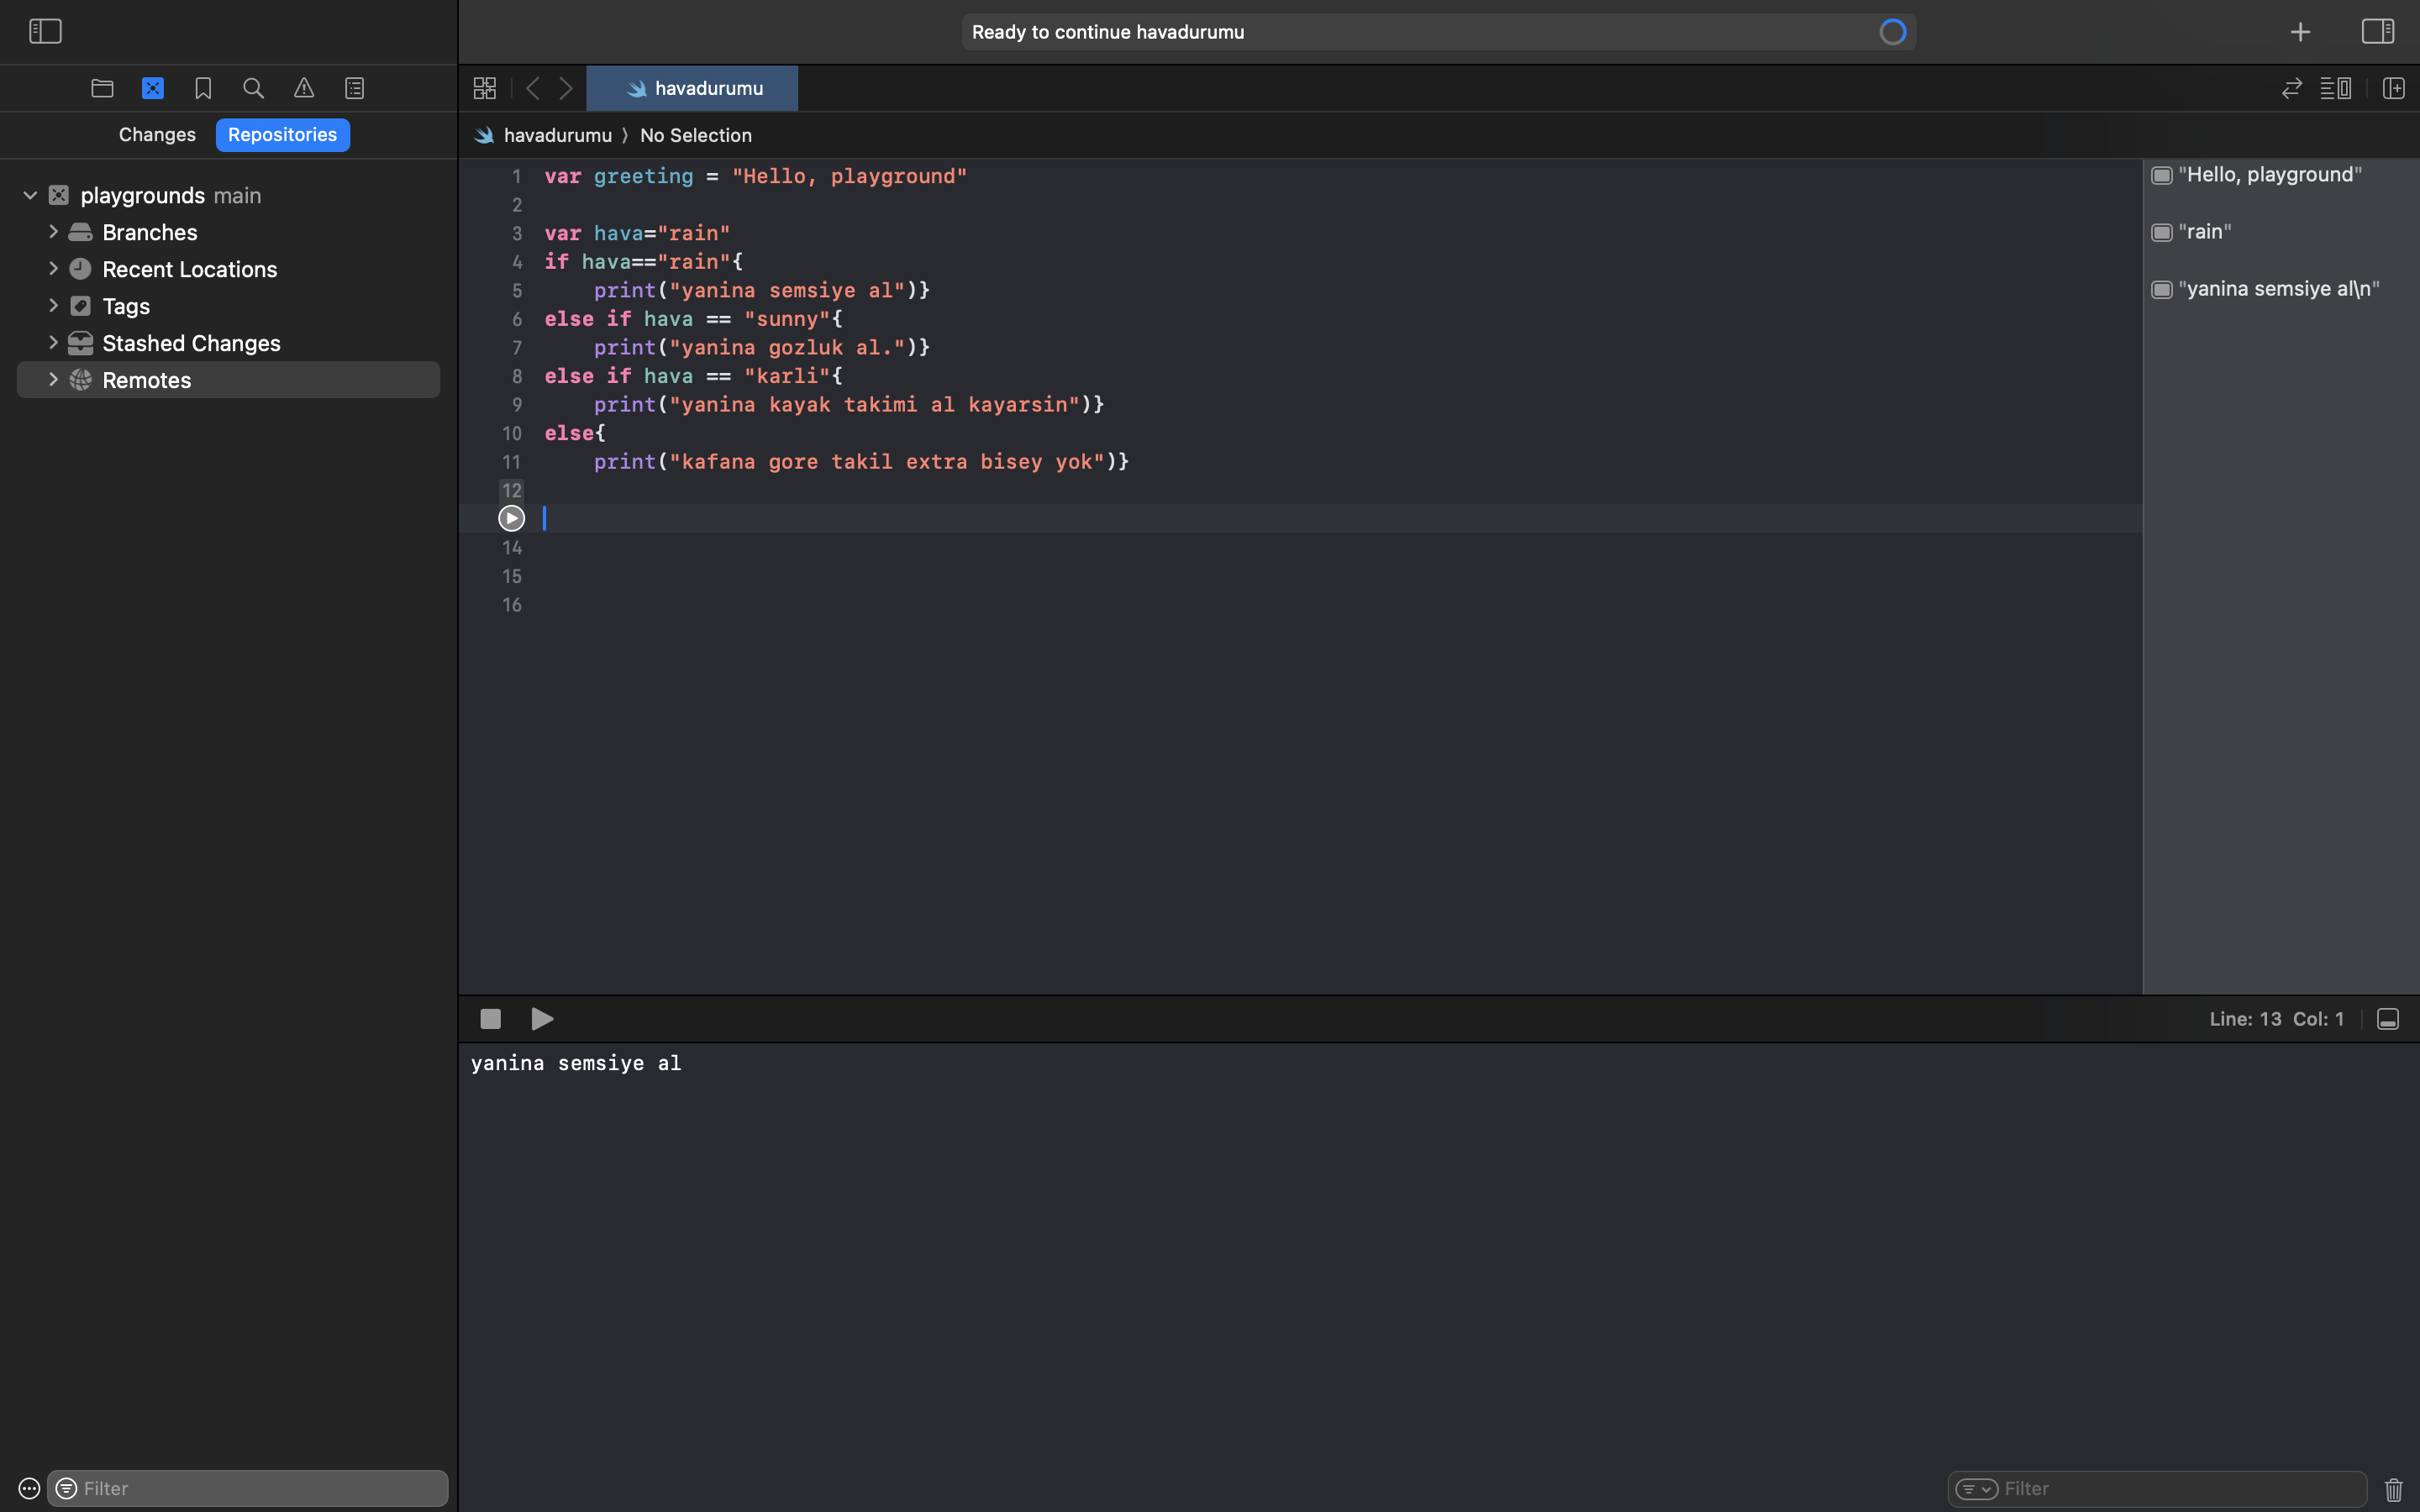 Ready to continue havadurumu
havadurumu
Changes Repositories
havadurumu 〉 No Selection
playgrounds main
Branches
Recent Locations
Tags
Stashed Changes
Remotes
1 var greeting = "Hello, playground"
2
3 var hava="rain"
4 if hava=="rain"{
5 print("yanina semsiye al")}
6 else if hava == "sunny"{
7 print("yanina gozluk al.")}
8 else if hava == "karli"{
9 print("yanina kayak takimi al kayarsin")}
10 else{
11 print("kafana gore takil extra bisey yok")}
12
14
15
16
"Hello, playground"
"rain"
"yanina semsiye al\n"
Line: 13 Col: 1
yanina semsiye al
Filter
Filter